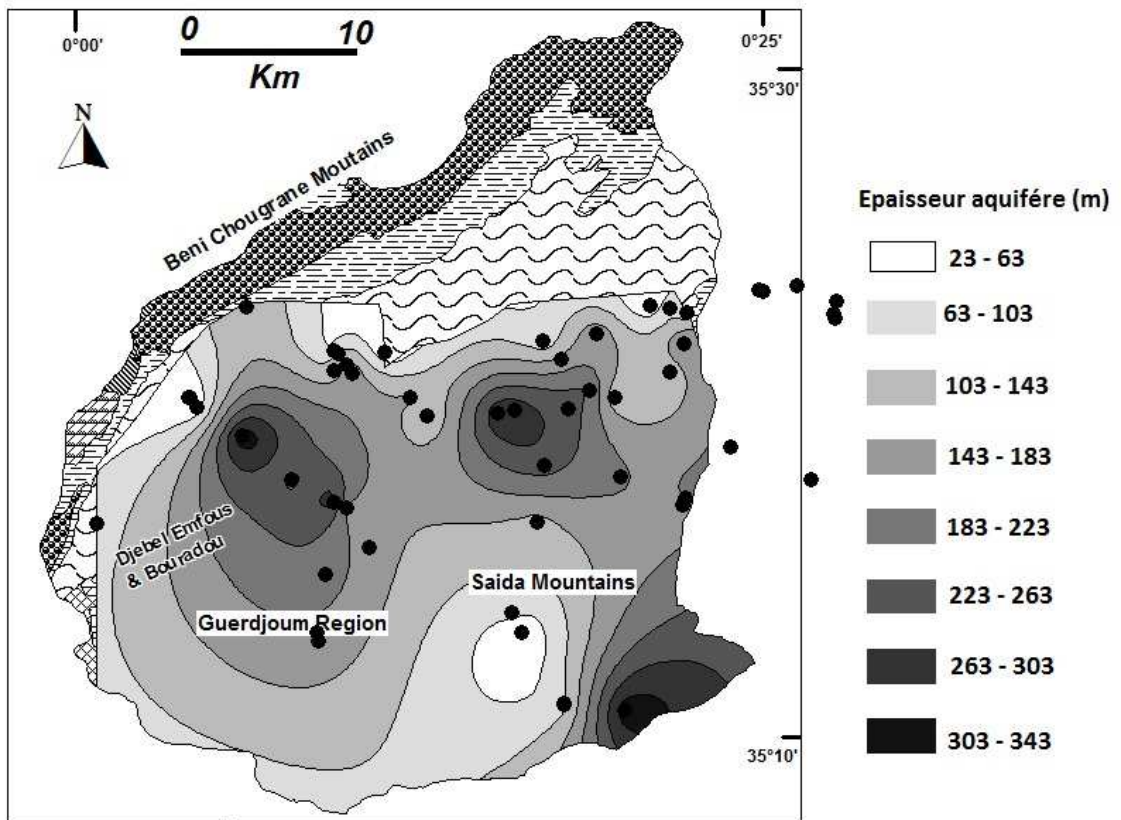 0°00'
0 10
Km
0°25'
35°30'
N
Beni Chougrane Moutains
Epaisseur aquifére (m)
23 - 63
63 - 103
103 - 143
143 - 183
183 - 223
223 - 263
263 - 303
303 - 343
Djebel Emfous
& Bouradou
Saida Mountains
Guerdjoum Region
35°10'